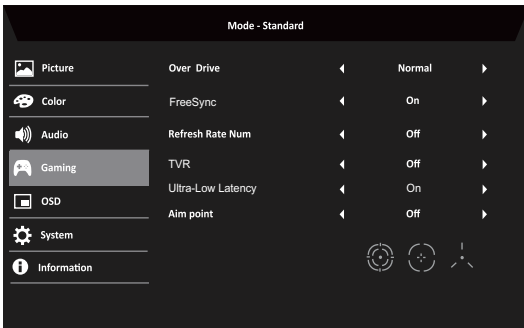 Mode - Standard
Picture
Over Drive Normal
Color
FreeSync On
Audio
Refresh Rate Num Off
Gaming
TVR Off
Ultra-Low Latency On
OSD
Aim point Off
System
Information